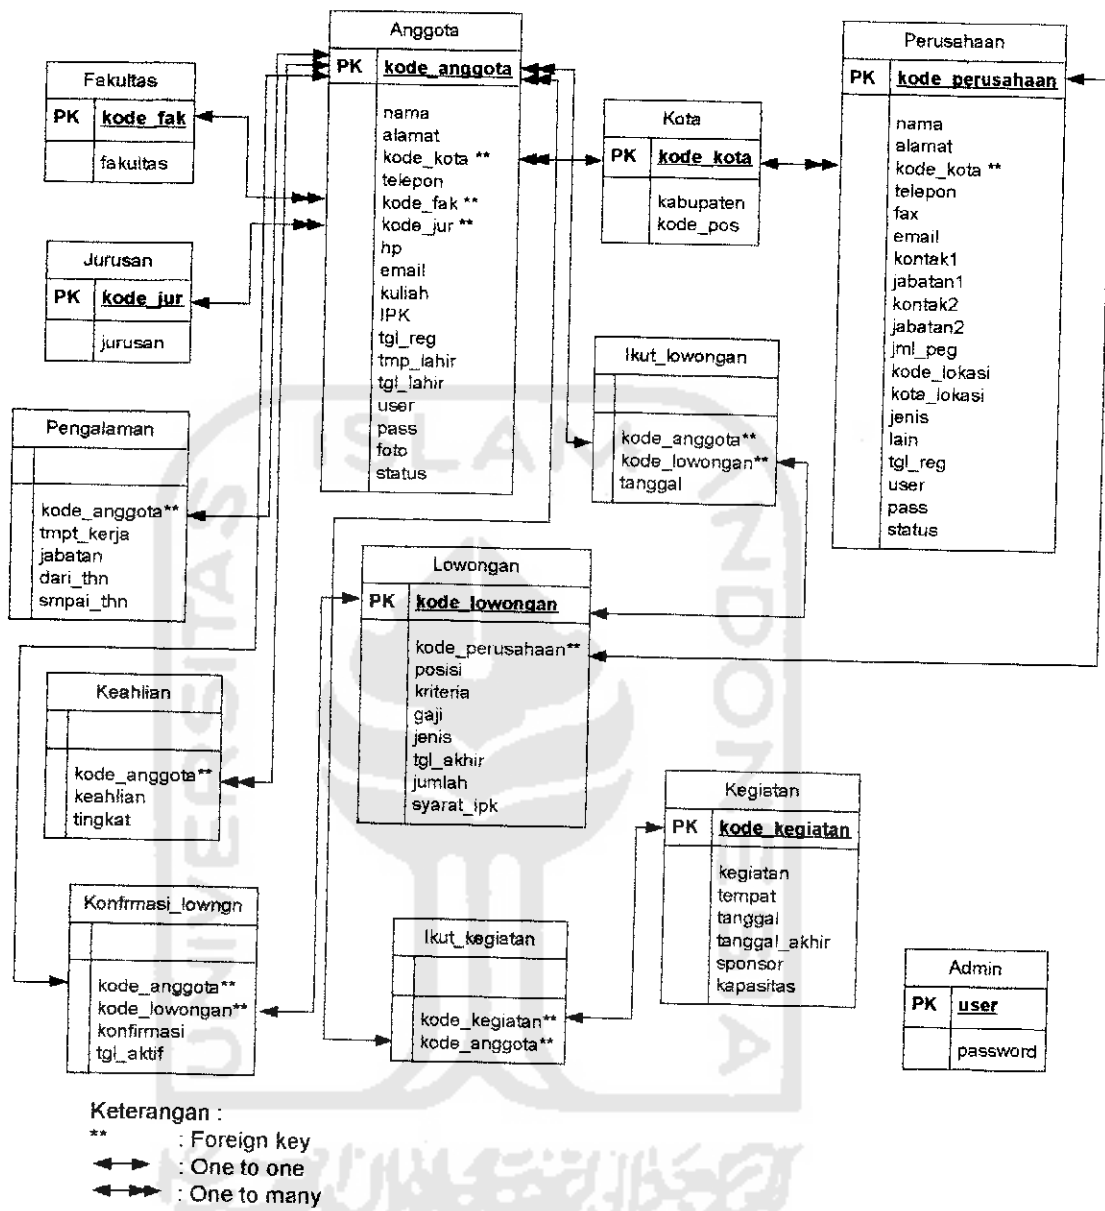 Anggota
PK kode_anggota
nama
alamat
kode_kota **
telepon
kode_fak **
kode_jur **
hp
email
kuliah
IPK
tgl_reg
tmp_lahir
tgl_lahir
user
pass
foto
status
Perusahaan
PK kode_perusahaan
nama
alamat
kode_kota **
telepon
fax
email
kontak1
jabatan1
kontak2
jabatan2
jml_peg
kode_lokasi
kota_lokasi
jenis
lain
tgl_reg
user
pass
status
Fakultas
PK kode_fak
fakultas
Kota
PK kode_kota
kabupaten
kode_pos
Jurusan
PK kode_jur
jurusan
Ikut_lowongan
kode_anggota**
kode_lowongan**
tanggal
Pengalaman
kode_anggota**
tmpt_kerja
jabatan
dari_thn
smpai_thn
Lowongan
PK kode_lowongan
kode_perusahaan**
posisi
kriteria
gaji
jenis
tgl_akhir
jumlah
syarat_ipk
Keahlian
kode_anggota**
keahlian
tingkat
Kegiatan
PK kode_kegiatan
kegiatan
tempat
tanggal
tanggal_akhir
sponsor
kapasitas
Konfrmasi_lowngn
kode_anggota**
kode_lowongan**
konfirmasi
tgl_aktif
Ikut_kegiatan
kode_kegiatan**
kode_anggota**
Admin
PK user
password
Keterangan :
** : Foreign key
: One to one
: One to many
UNIVERSITAS
ISLAM
INDONESIA